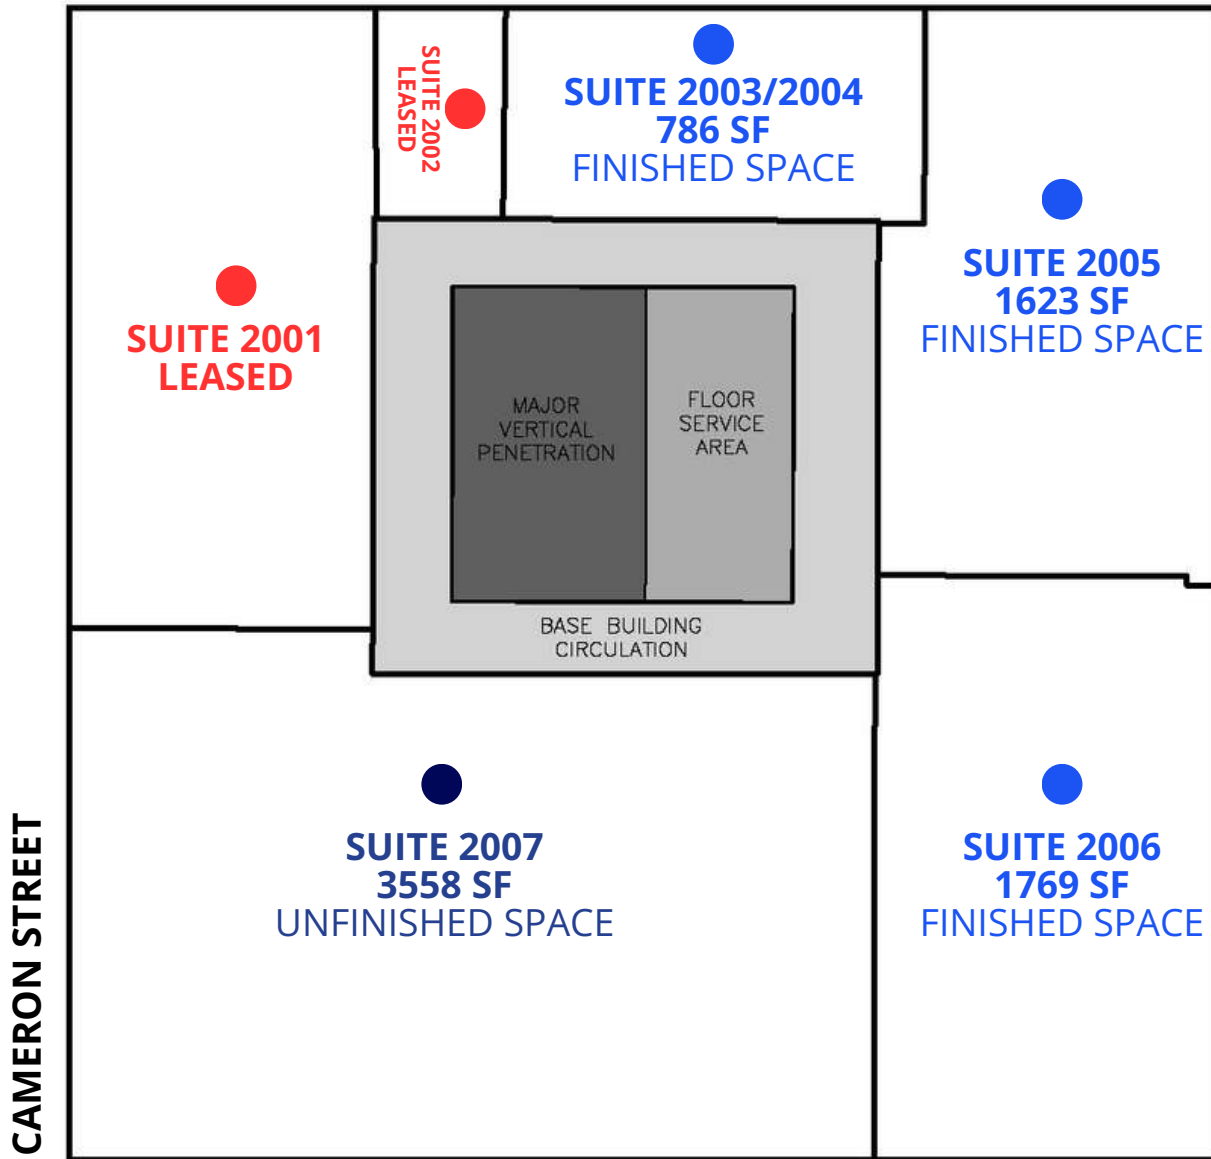 SUITE 2002
LEASED
SUITE 2003/2004
786 SF
FINISHED SPACE
SUITE 2005
1623 SF
FINISHED SPACE
SUITE 2001
LEASED
MAJOR
VERTICAL
PENETRATION
FLOOR
SERVICE
AREA
BASE BUILDING
CIRCULATION
SUITE 2007
3558 SF
UNFINISHED SPACE
SUITE 2006
1769 SF
FINISHED SPACE
CAMERON STREET